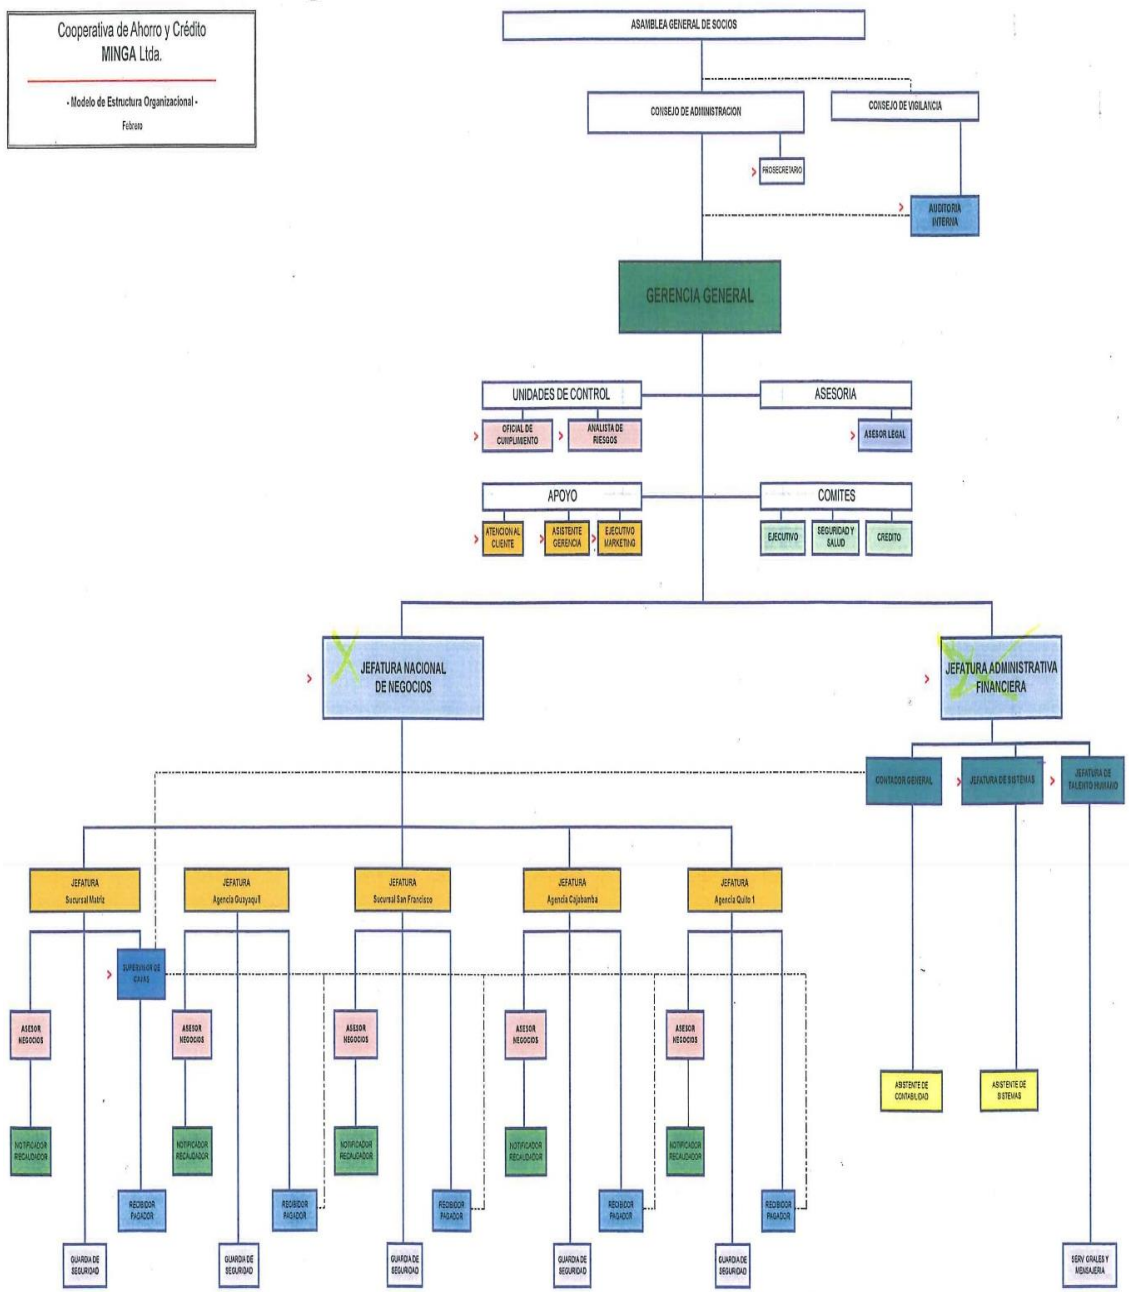 Cooperativa de Ahorro y Crédito
MINGA Ltda.
- Modelo de Estructura Organizacional -
Febrero
ASAMBLEA GENERAL DE SOCIOS
CONSEJO DE ADMINISTRACION
CONSEJO DE VIGILANCIA
PROSECRETARIO
AUDITORIA
INTERNA
GERENCIA GENERAL
UNIDADES DE CONTROL
ASESORIA
OFICIAL DE
CUMPLIMIENTO
ANALISTA DE
RIESGOS
ASESOR LEGAL
APOYO
COMITES
ATENCION AL
CLIENTE
ASISTENTE
GERENCIA
EJECUTIVO
MARKETING
EJECUTIVO
SEGURIDAD Y
SALUD
CREDITO
JEFATURA NACIONAL
DE NEGOCIOS
JEFATURA ADMINISTRATIVA
FINANCIERA
CONTADOR GENERAL
JEFATURA DE SISTEMAS
JEFATURA DE
TALENTO HUMANO
JEFATURA
Sucursal Matriz
JEFATURA
Agencia Guayaquil
JEFATURA
Sucursal San Francisco
JEFATURA
Agencia Cajabamba
JEFATURA
Agencia Quito 1
SUPERVISOR DE
CAJAS
ASESOR
NEGOCIOS
ASESOR
NEGOCIOS
ASESOR
NEGOCIOS
ASESOR
NEGOCIOS
ASESOR
NEGOCIOS
ASISTENTE DE
CONTABILIDAD
ASISTENTE DE
SISTEMAS
NOTIFICADOR
RECAUDADOR
NOTIFICADOR
RECAUDADOR
NOTIFICADOR
RECAUDADOR
NOTIFICADOR
RECAUDADOR
NOTIFICADOR
RECAUDADOR
RECIBIDOR
PAGADOR
RECIBIDOR
PAGADOR
RECIBIDOR
PAGADOR
RECIBIDOR
PAGADOR
RECIBIDOR
PAGADOR
GUARDIA DE
SEGURIDAD
GUARDIA DE
SEGURIDAD
GUARDIA DE
SEGURIDAD
GUARDIA DE
SEGURIDAD
GUARDIA DE
SEGURIDAD
SERV GRALES Y
MENSAJERIA